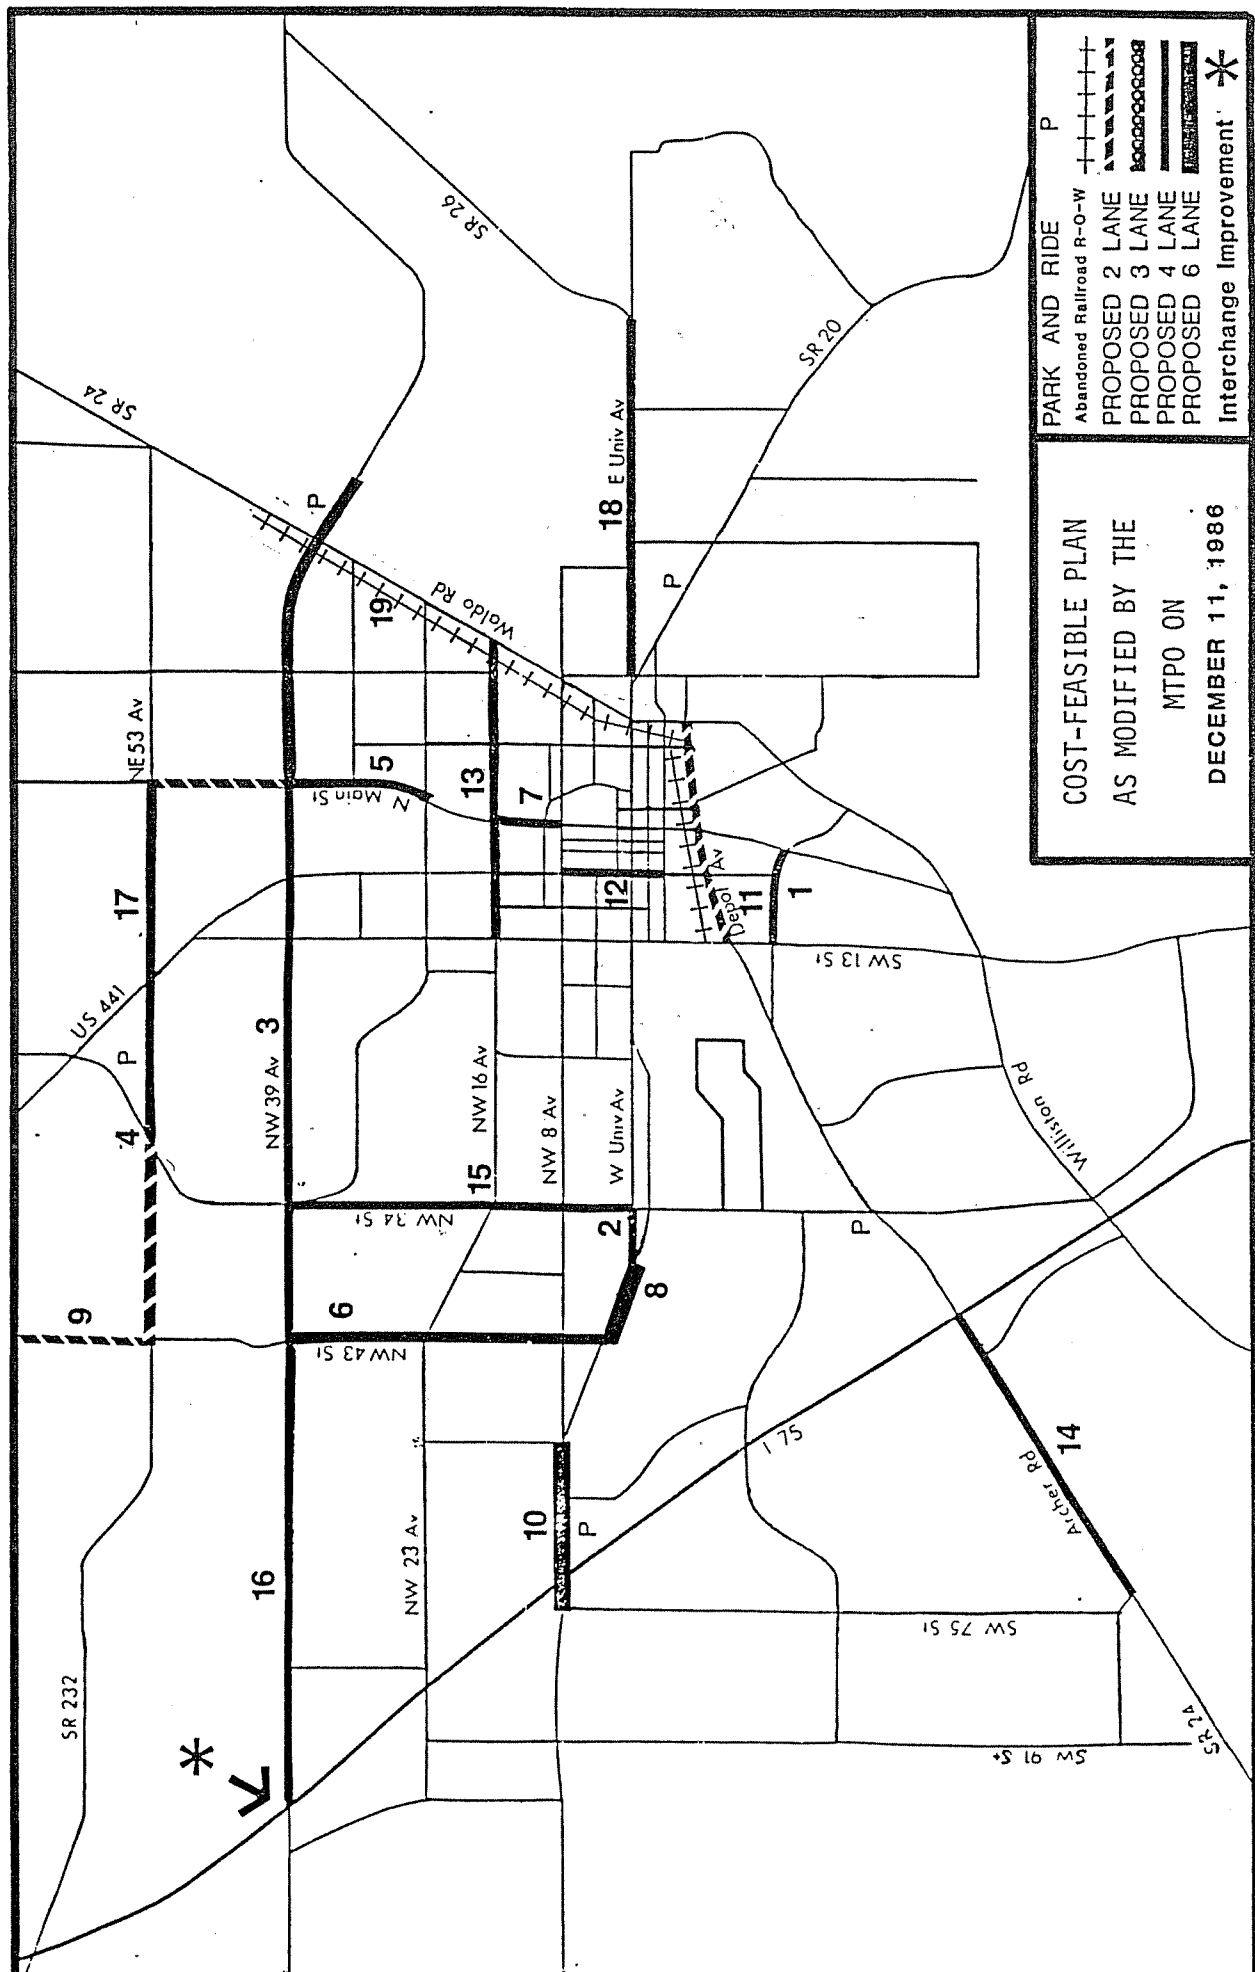 SR 232
16
*
9
4
17
NE 53 Av
US 441
P
3
NW 39 Av
5
N Main St
P
SR 24
19
Waldo Rd
SR 26
6
NW 43 St
NW 34 St
15
NW 16 Av
13
7
NW 23 Av
NW 8 Av
W Univ Av
12
18
E Univ Av
10
P
2
8
Depot Av
11
1
P
SR 20
SW 13 St
I 75
P
Williston Rd
14
Archer Rd
SW 75 St
SW 91 St
SR 24
COST-FEASIBLE PLAN
AS MODIFIED BY THE
MTPO ON
DECEMBER 11, 1986
PARK AND RIDE P
Abandoned Railroad R-O-W
PROPOSED 2 LANE
PROPOSED 3 LANE
PROPOSED 4 LANE
PROPOSED 6 LANE
Interchange Improvement *